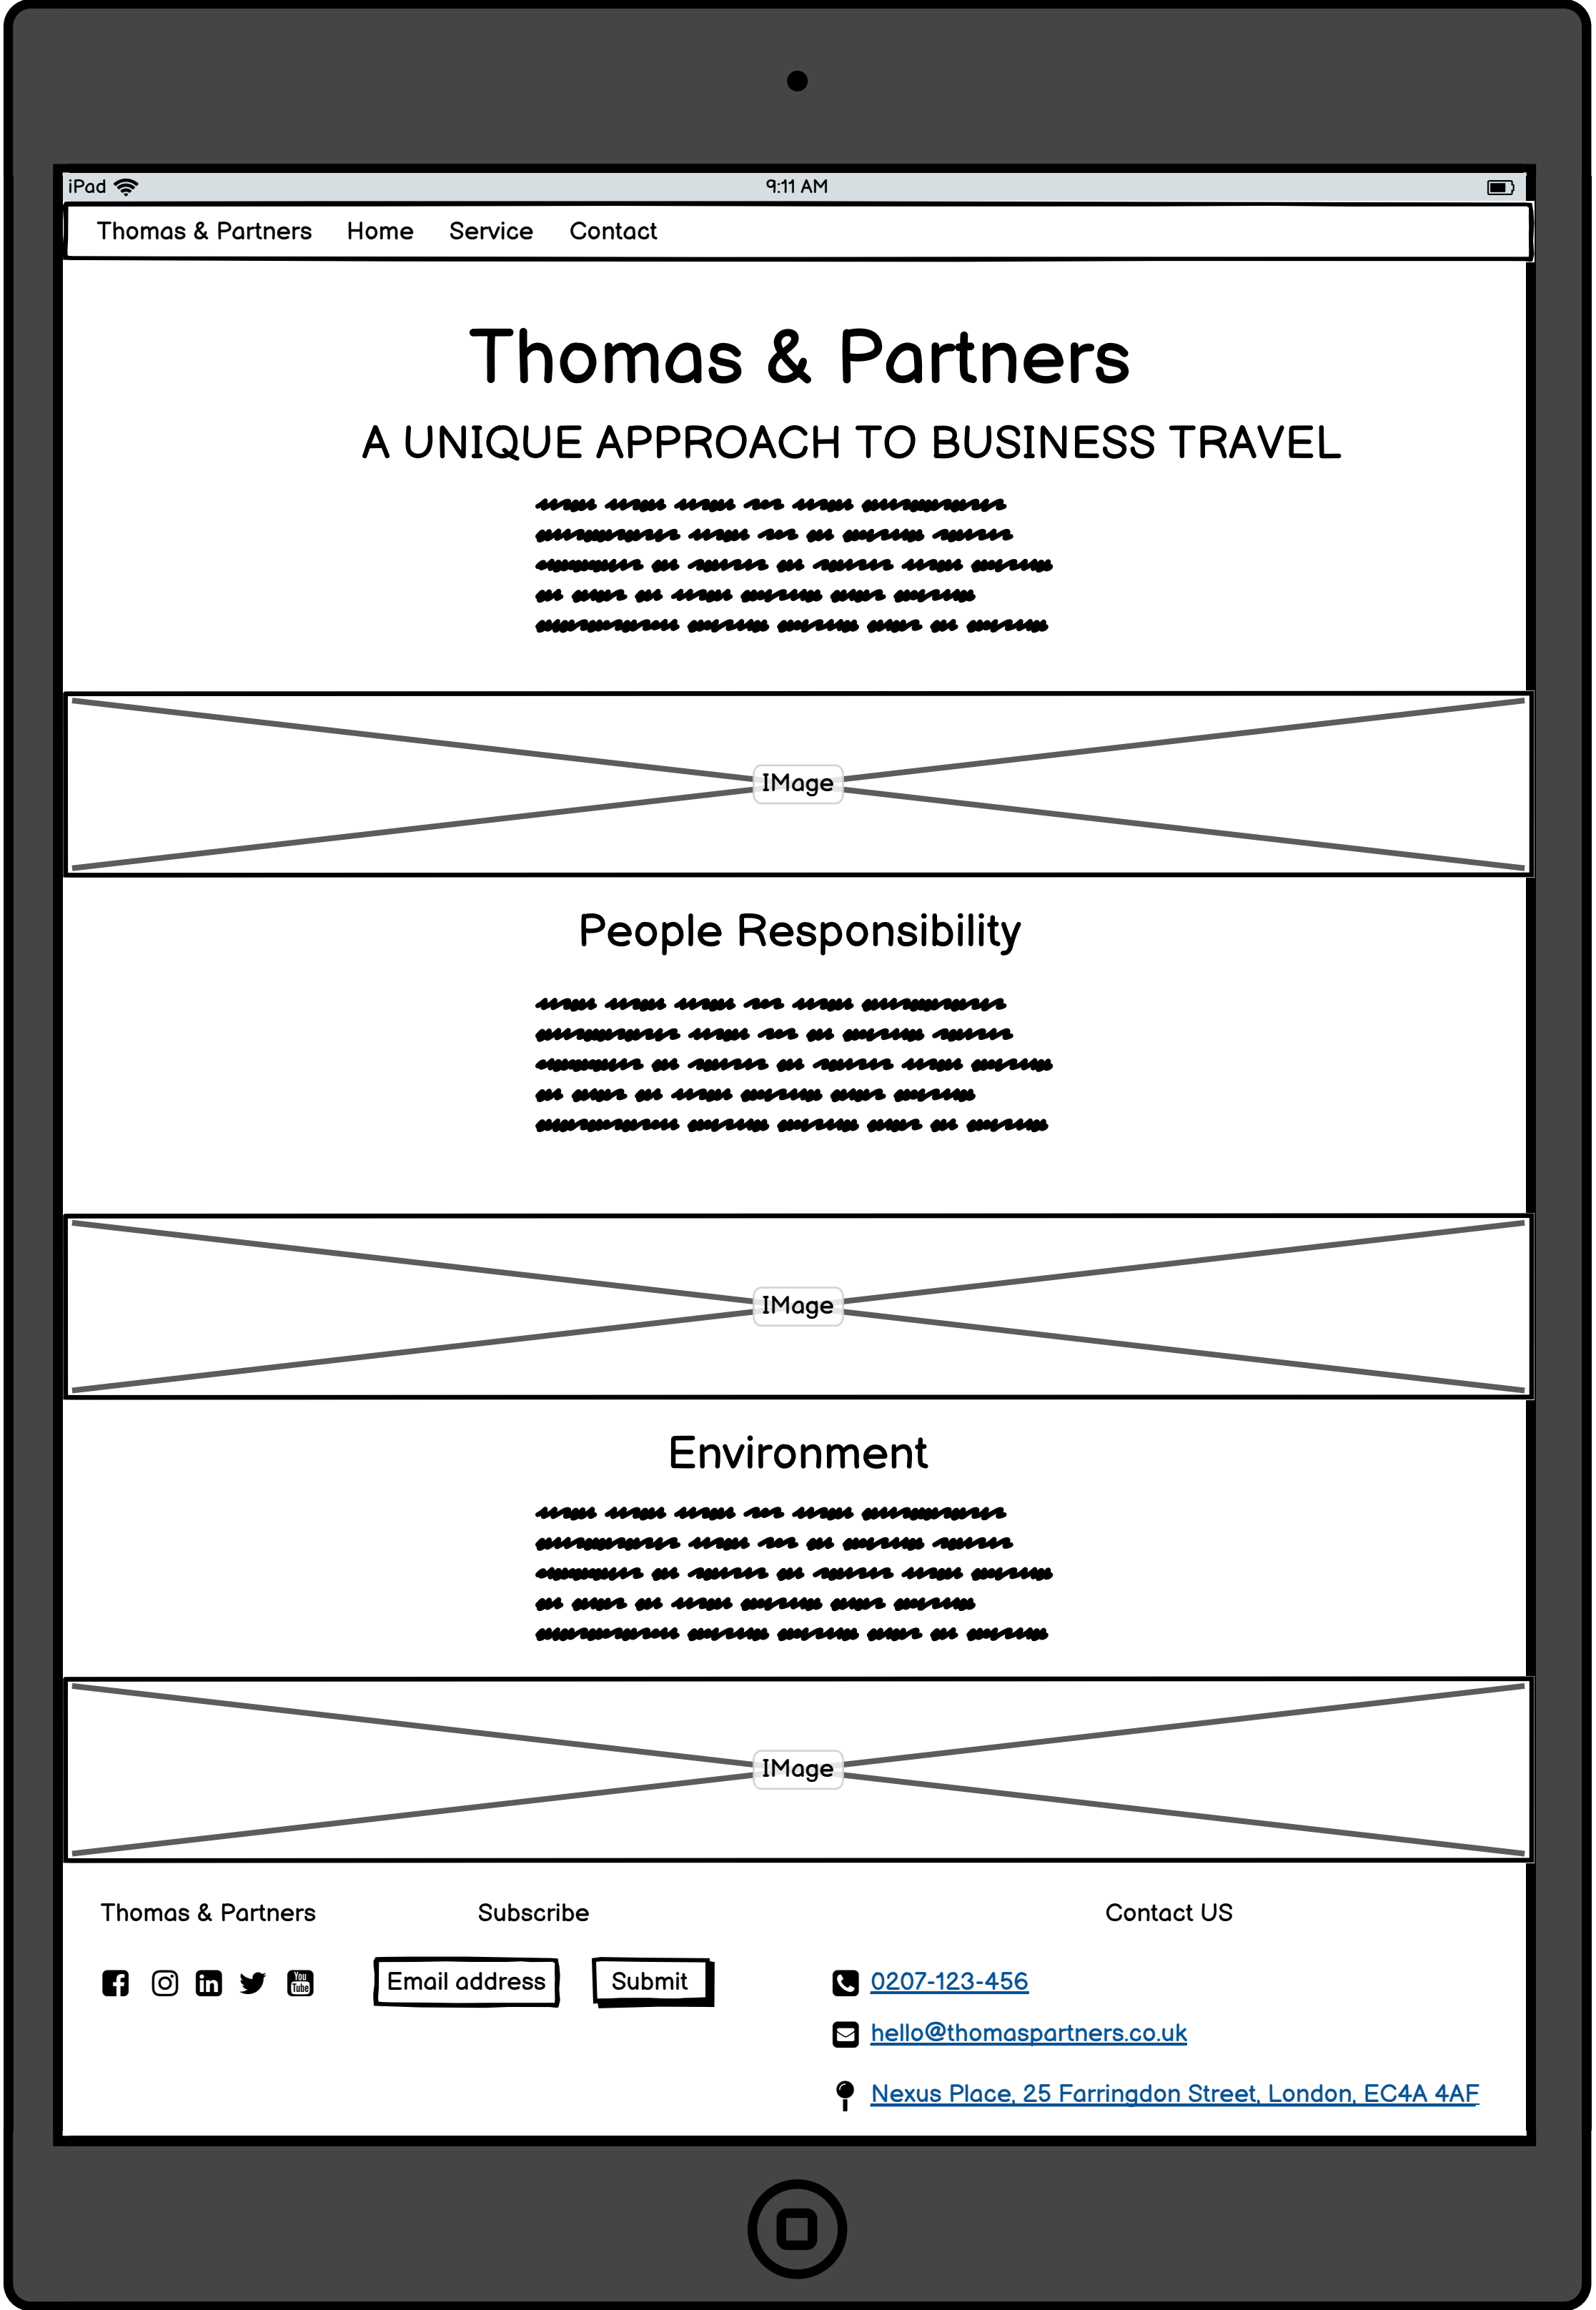 iPad
9:11 AM
Thomas & Partners Home Service Contact
Thomas & Partners
A UNIQUE APPROACH TO BUSINESS TRAVEL
IMage
People Responsibility
IMage
Environment
IMage
Thomas & Partners
Subscribe
Contact US
You
Tube
Email address
Submit
0207-123-456
hello@thomaspartners.co.uk
Nexus Place, 25 Farringdon Street, London, EC4A 4AF